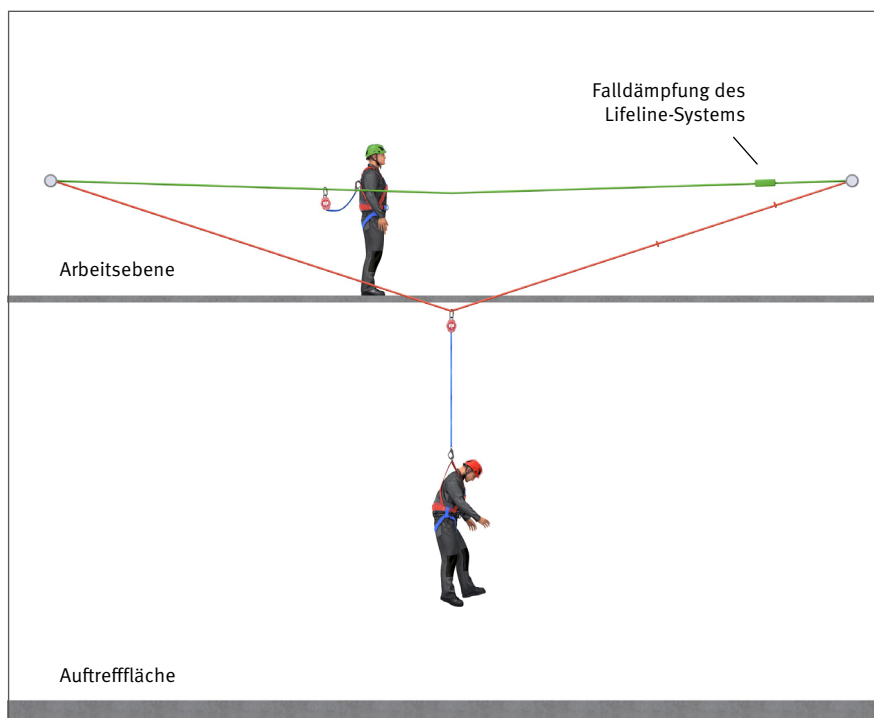 Falldämpfung des
Lifeline-Systems
Arbeitsebene
Auftrefffläche